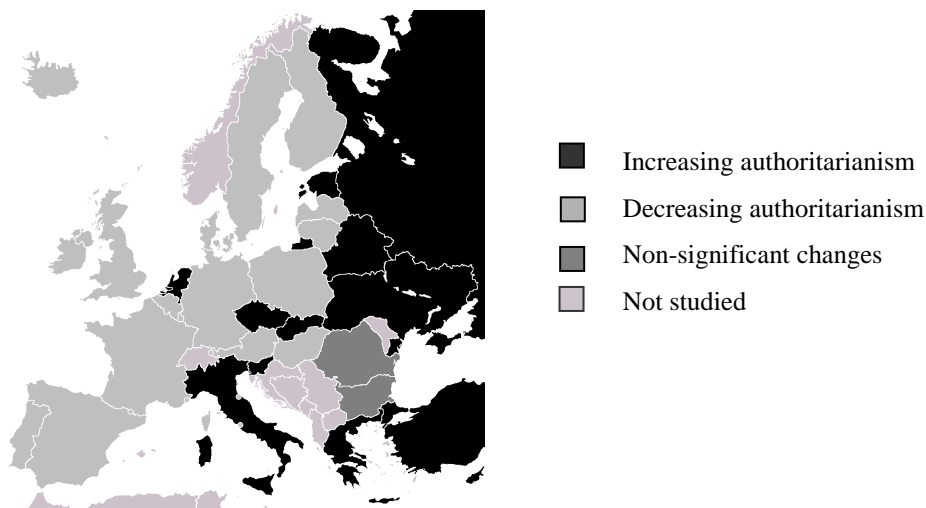 Increasing authoritarianism
Decreasing authoritarianism
Non-significant changes
Not studied